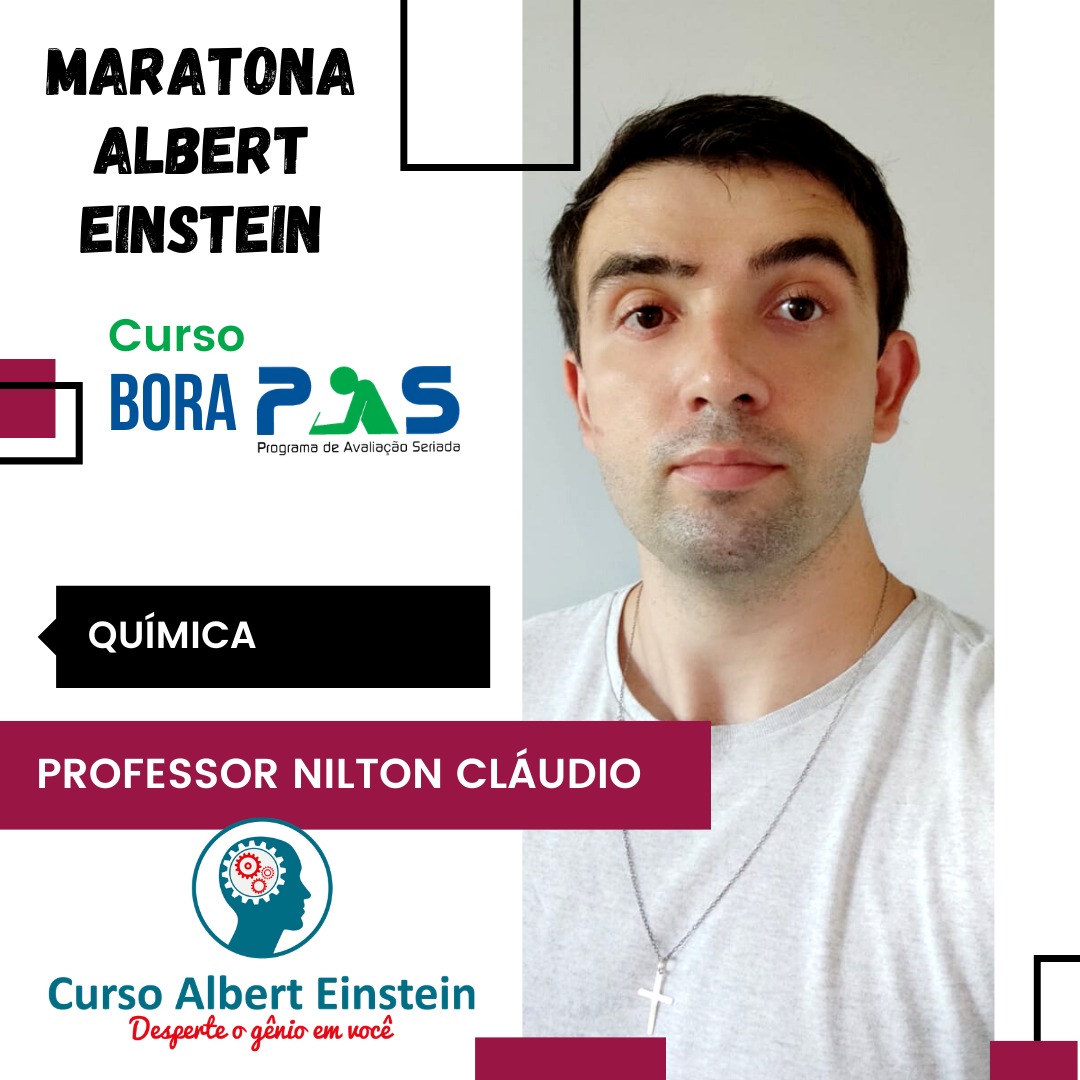 MARATONA
ALBERT
EINSTEIN
Curso
BORA PAS
Programa de Avaliação Seriada
QUÍMICA
PROFESSOR NILTON CLÁUDIO
Curso Albert Einstein
Desperte o gênio em você